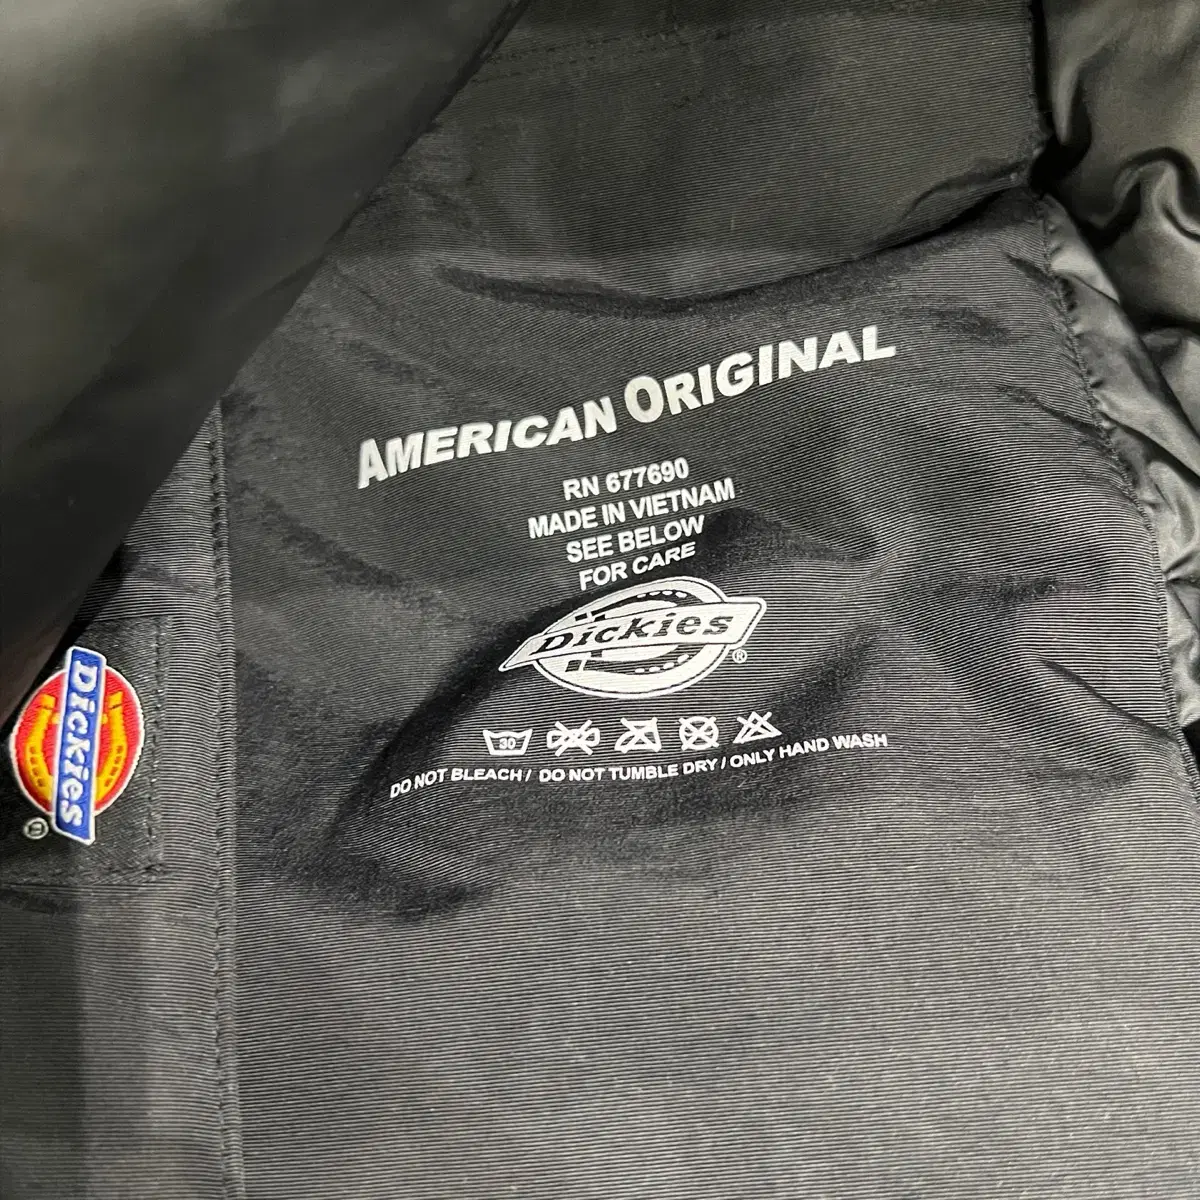 AMERICAN ORIGINAL
RN 677690
MADE IN VIETNAM
SEE BELOW
FOR CARE
Dickies
®
30
DO NOT BLEACH / DO NOT TUMBLE DRY / ONLY HAND WASH
Dickies
®